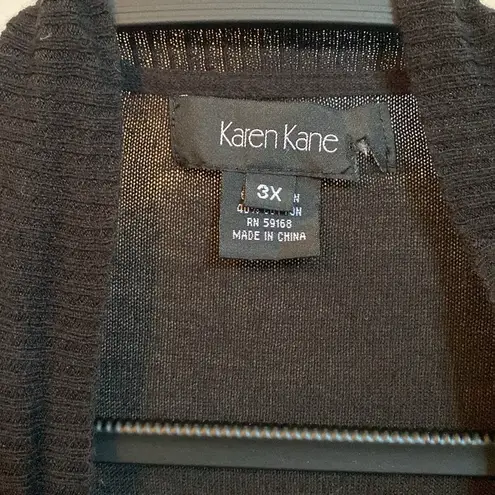 Karen Kane
3X
RN 59168
MADE IN CHINA